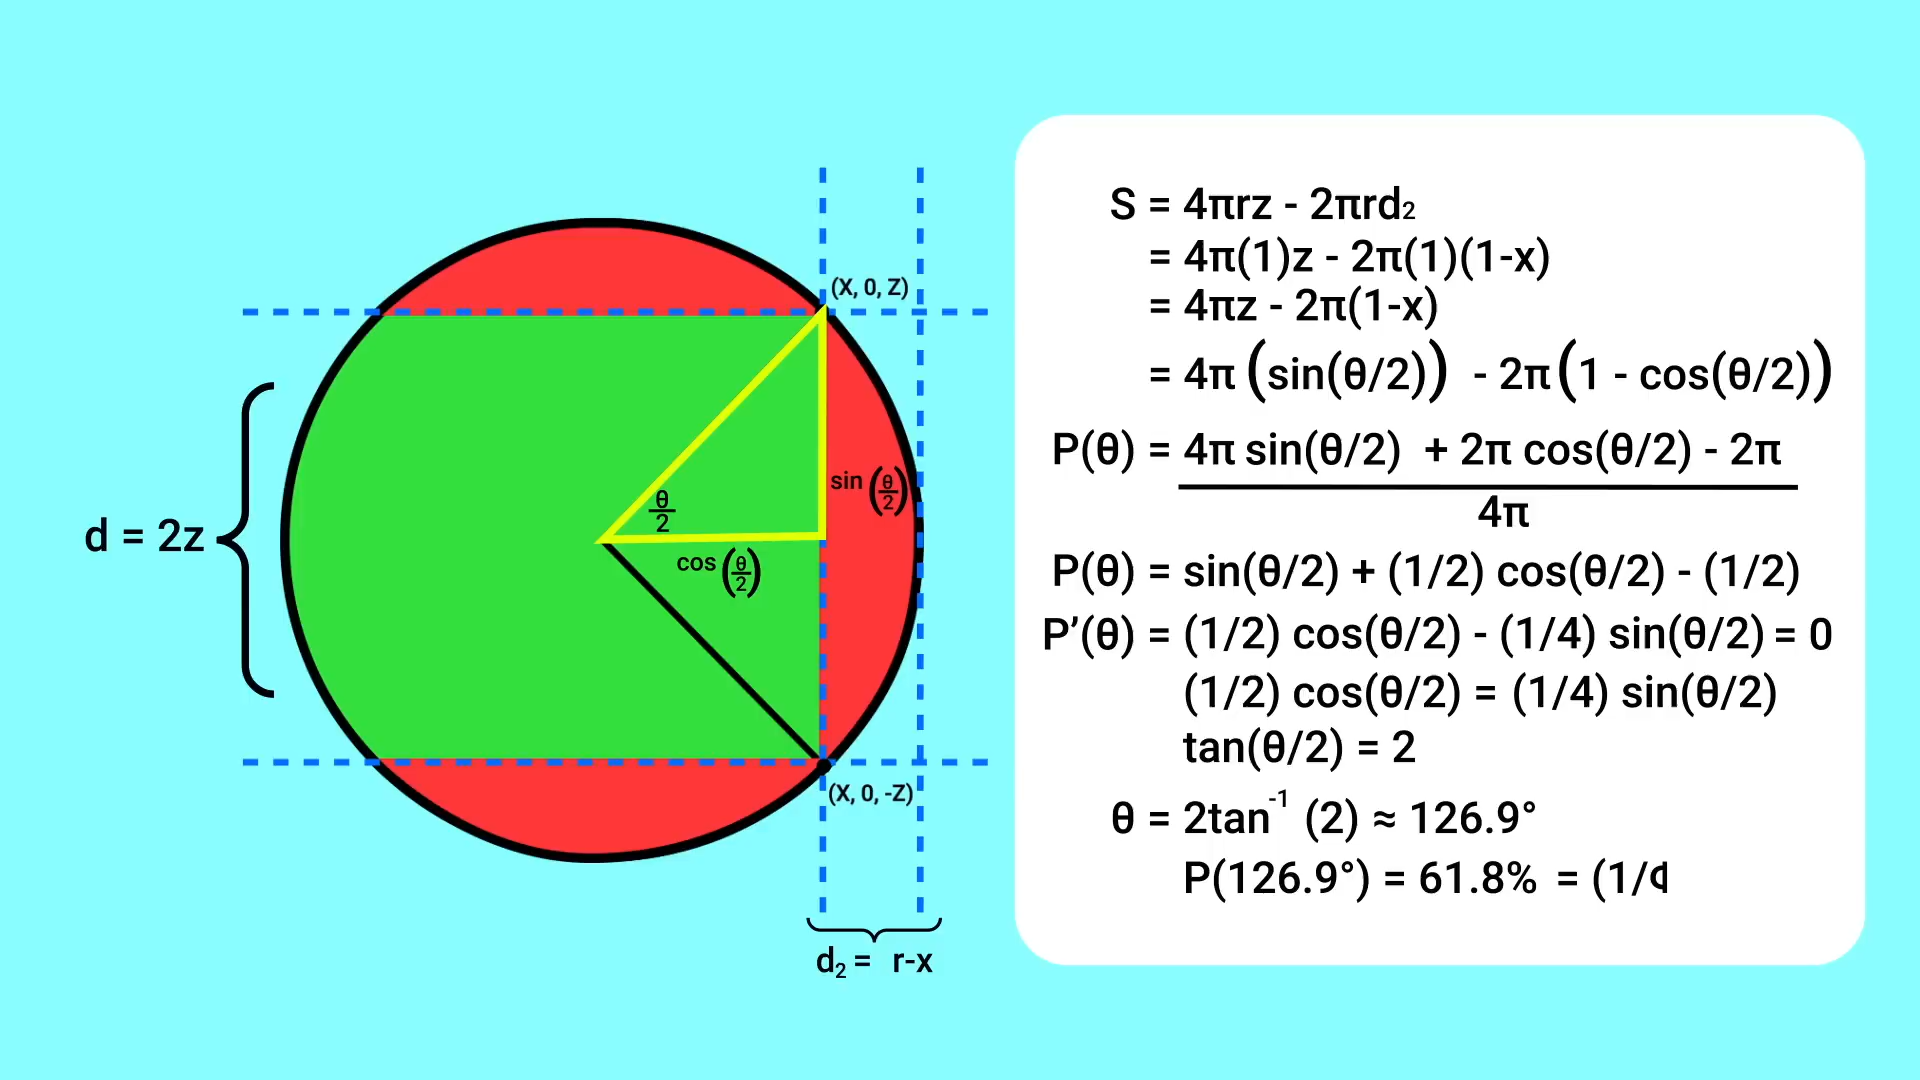 d = 2z
(X, 0, Z)
θ
2
sin(θ/2)
cos(θ/2)
(X, 0, -Z)
d₂ = r-x
S = 4πrz - 2πrd₂
= 4π(1)z - 2π(1)(1-x)
= 4πz - 2π(1-x)
= 4π (sin(θ/2)) - 2π(1 - cos(θ/2))
P(θ) = 4π sin(θ/2) + 2π cos(θ/2) - 2π
4π
P(θ) = sin(θ/2) + (1/2) cos(θ/2) - (1/2)
P’(θ) = (1/2) cos(θ/2) - (1/4) sin(θ/2) = 0
(1/2) cos(θ/2) = (1/4) sin(θ/2)
tan(θ/2) = 2
θ = 2tan⁻¹ (2) ≈ 126.9°
P(126.9°) = 61.8% = (1/